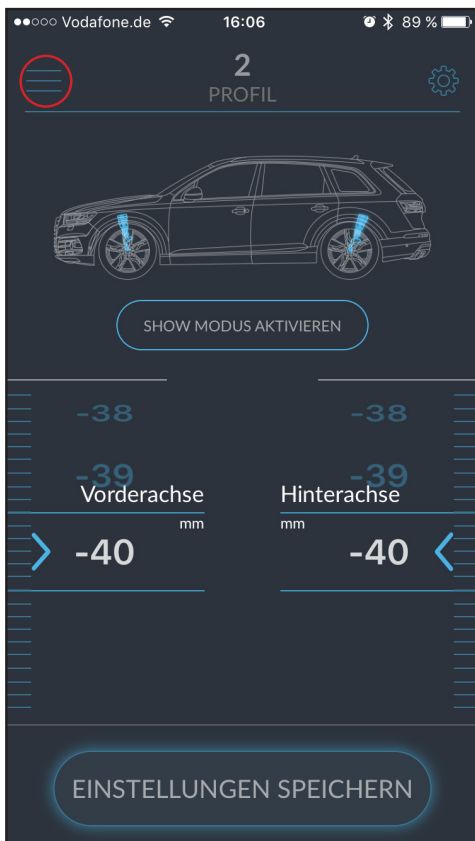 Vodafone.de 16:06 89 %
2
PROFIL
SHOW MODUS AKTIVIEREN
-38 -38
-39 -39
Vorderachse Hinterachse
mm mm
-40 -40
EINSTELLUNGEN SPEICHERN